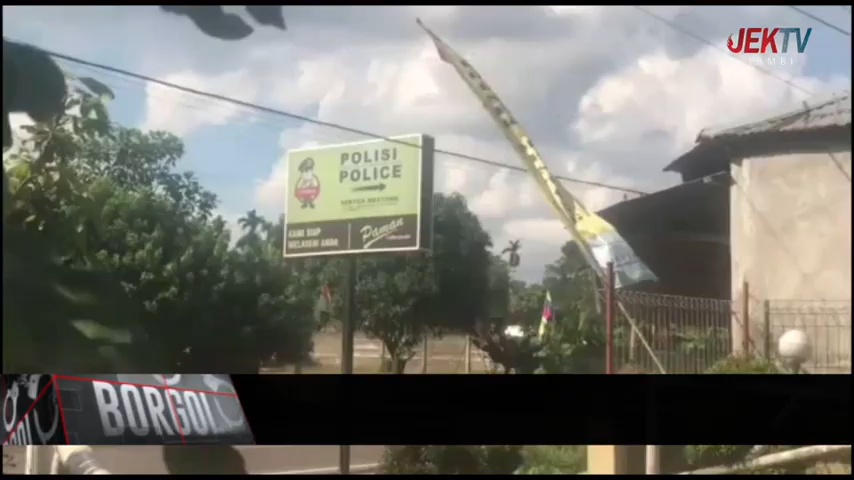 JEKTV
JAMBI
POLISI
POLICE
KAMI SIAP
MELAYANI ANDA
Paman
BORGOL